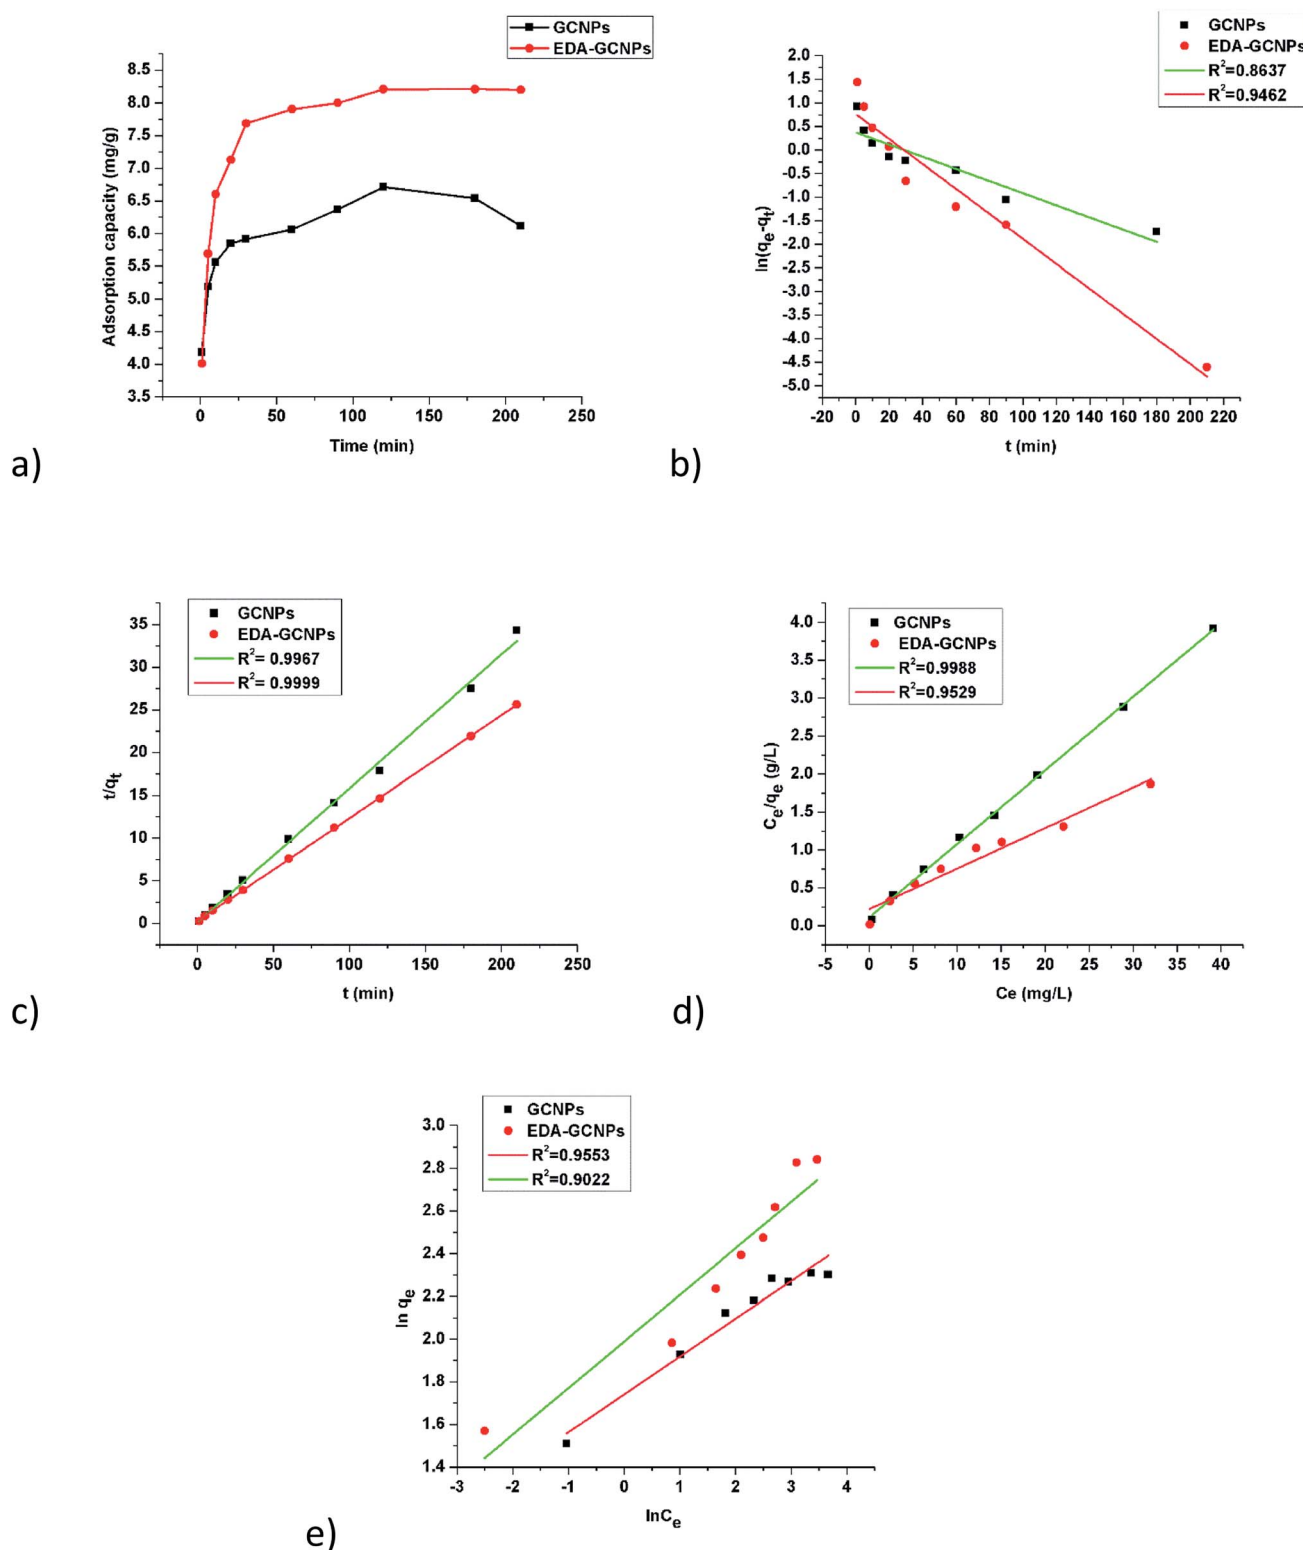 GCNPs
EDA-GCNPs
8.5
8.0
7.5
7.0
6.5
6.0
5.5
5.0
4.5
4.0
3.5
Adsorption capacity (mg/g)
0 50 100 150 200 250
Time (min)
a)
GCNPs
EDA-GCNPs
R²=0.8637
R²=0.9462
2.0
1.5
1.0
0.5
0.0
-0.5
-1.0
-1.5
-2.0
-2.5
-3.0
-3.5
-4.0
-4.5
-5.0
ln(qe-qt)
-20 0 20 40 60 80 100 120 140 160 180 200 220
t (min)
b)
GCNPs
EDA-GCNPs
R²= 0.9967
R²= 0.9999
35
30
25
20
15
10
5
0
t/qt
0 50 100 150 200 250
t (min)
c)
GCNPs
EDA-GCNPs
R²=0.9988
R²=0.9529
4.0
3.5
3.0
2.5
2.0
1.5
1.0
0.5
0.0
Ce/qe (g/L)
-5 0 5 10 15 20 25 30 35 40
Ce (mg/L)
d)
GCNPs
EDA-GCNPs
R²=0.9553
R²=0.9022
3.0
2.8
2.6
2.4
2.2
2.0
1.8
1.6
1.4
ln qe
-3 -2 -1 0 1 2 3 4
lnCe
e)